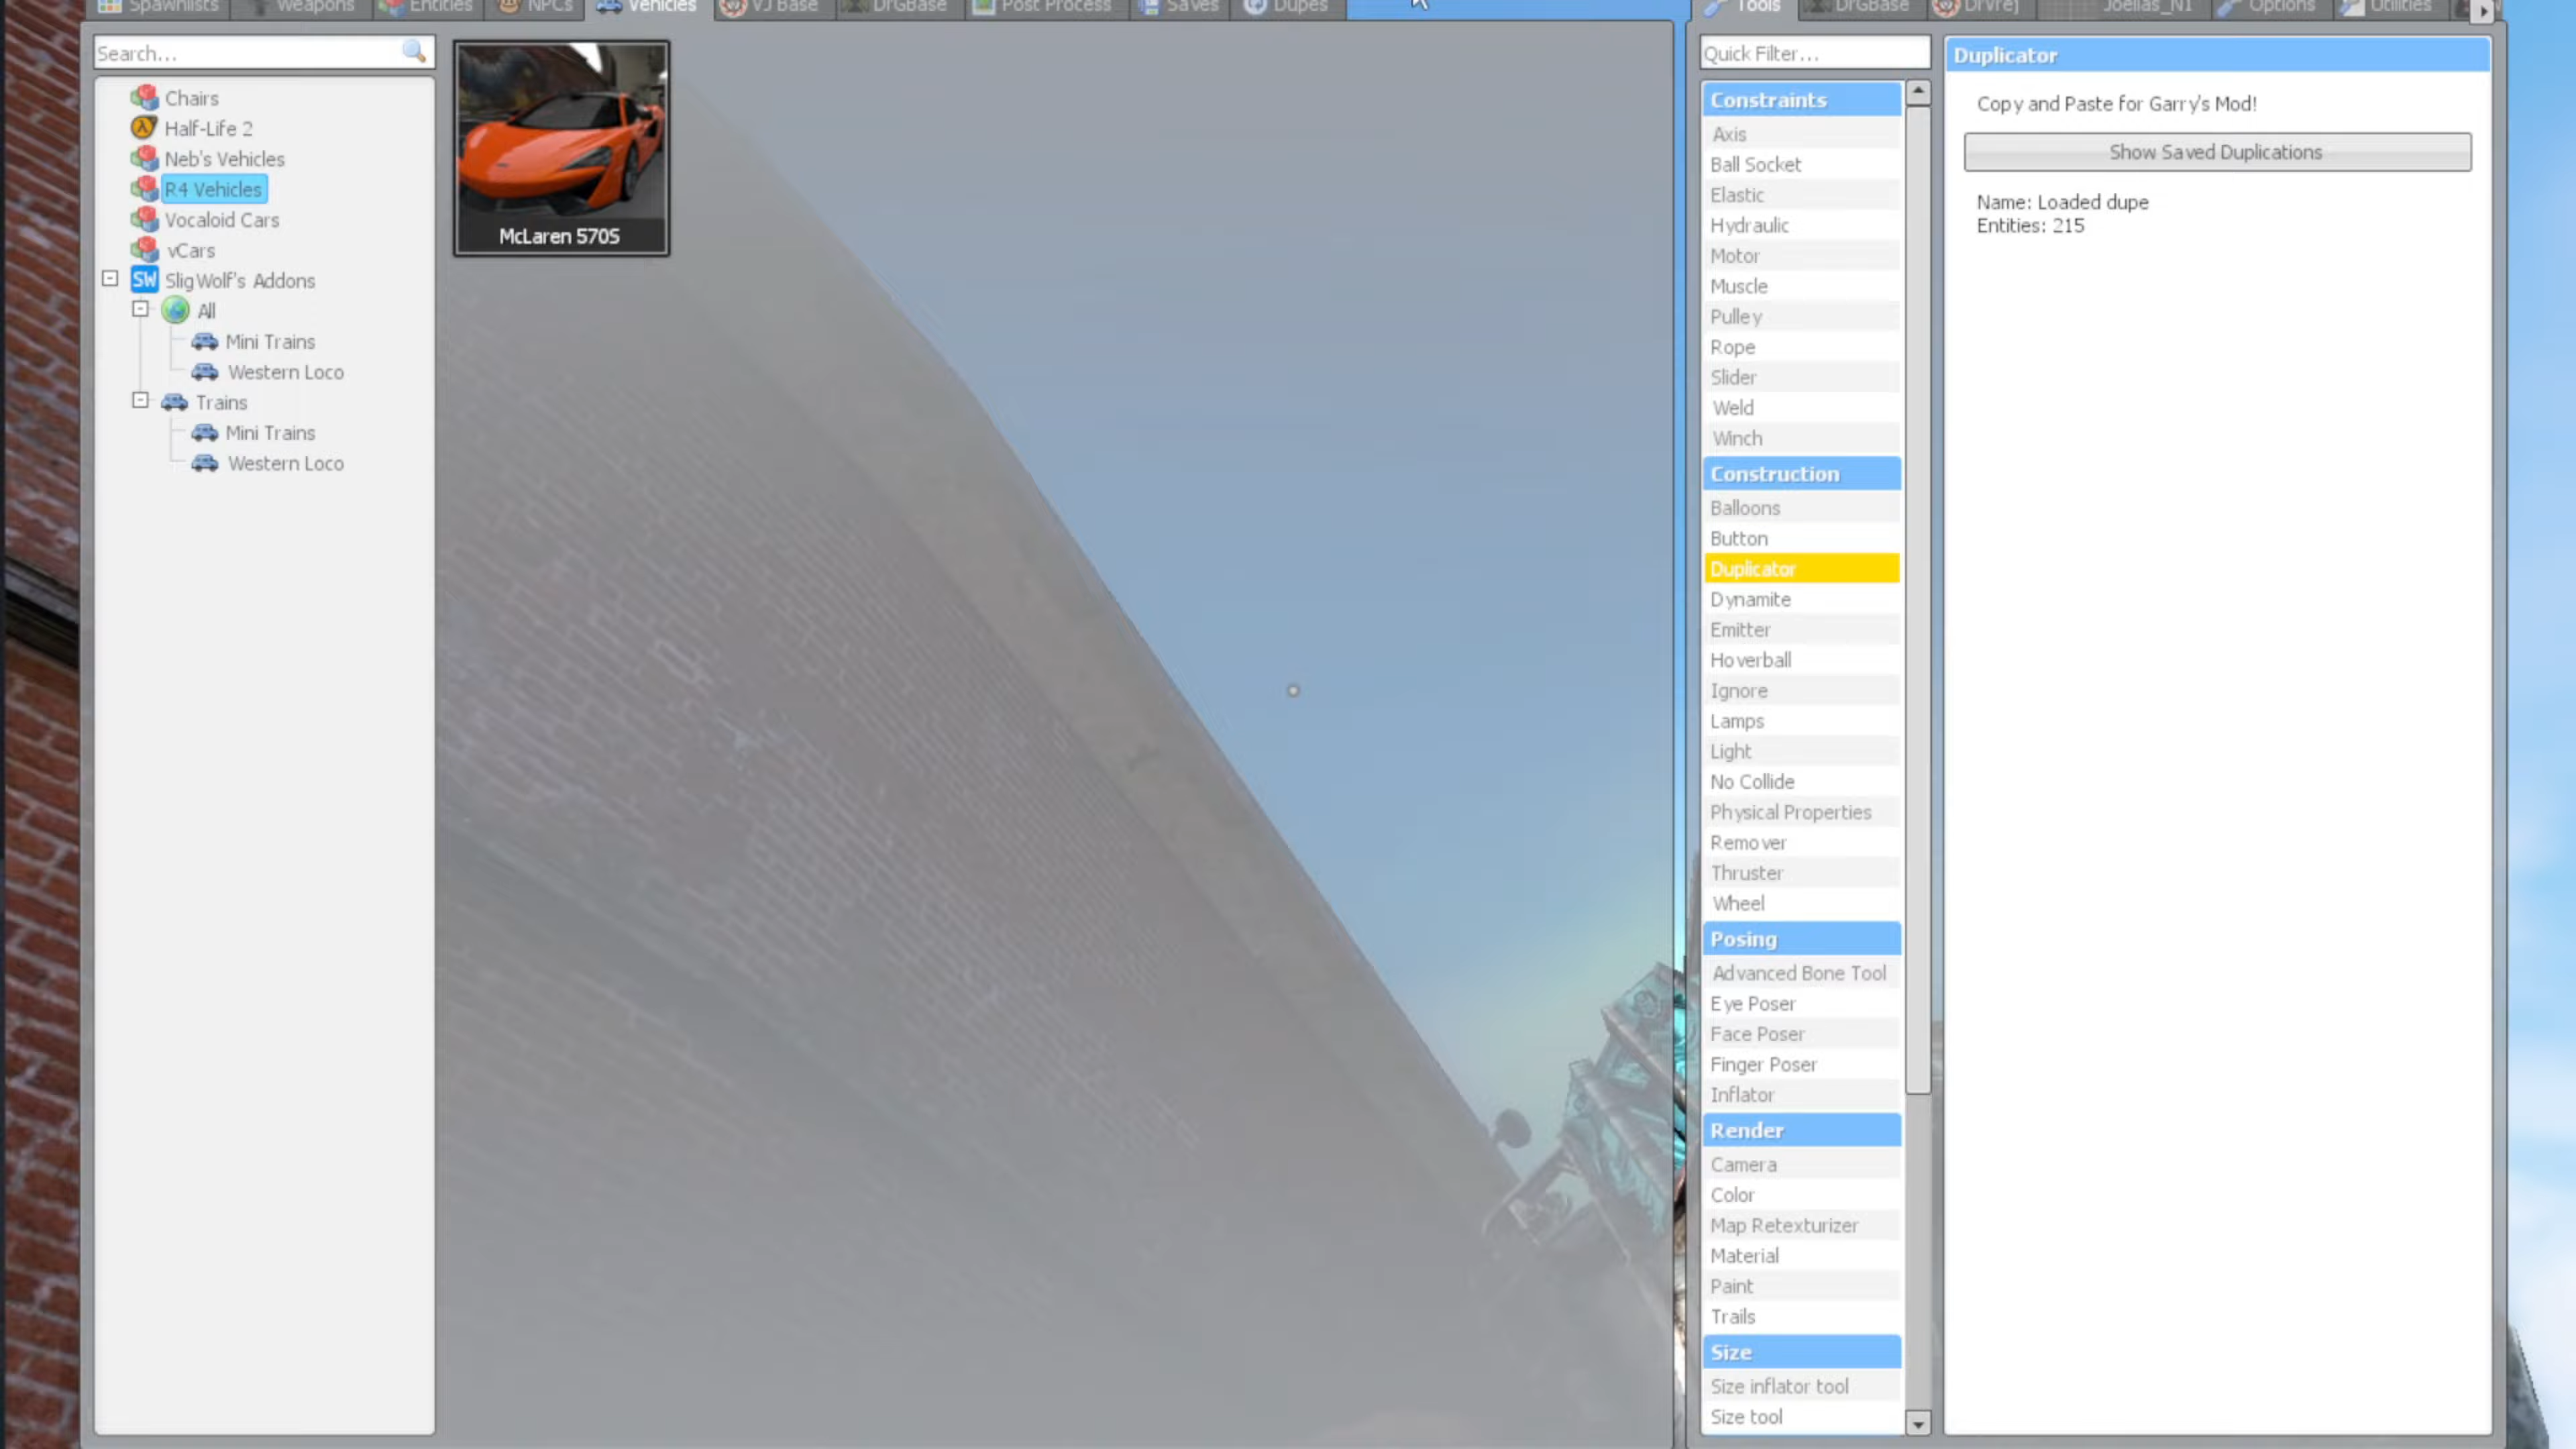 Spawnlists Weapons Entities NPCs Vehicles VJ Base DrGBase Post Process Saves Dupes
Tools DrGBase DrVrej Joellas_N1 Options Utilities
Search...
Chairs
Half-Life 2
Neb's Vehicles
R4 Vehicles
Vocaloid Cars
vCars
SW SligWolf's Addons
All
Mini Trains
Western Loco
Trains
Mini Trains
Western Loco
McLaren 570S
Quick Filter...
Constraints
Axis
Ball Socket
Elastic
Hydraulic
Motor
Muscle
Pulley
Rope
Slider
Weld
Winch
Construction
Balloons
Button
Duplicator
Dynamite
Emitter
Hoverball
Ignore
Lamps
Light
No Collide
Physical Properties
Remover
Thruster
Wheel
Posing
Advanced Bone Tool
Eye Poser
Face Poser
Finger Poser
Inflator
Render
Camera
Color
Map Retexturizer
Material
Paint
Trails
Size
Size inflator tool
Size tool
Duplicator
Copy and Paste for Garry's Mod!
Show Saved Duplications
Name: Loaded dupe
Entities: 215